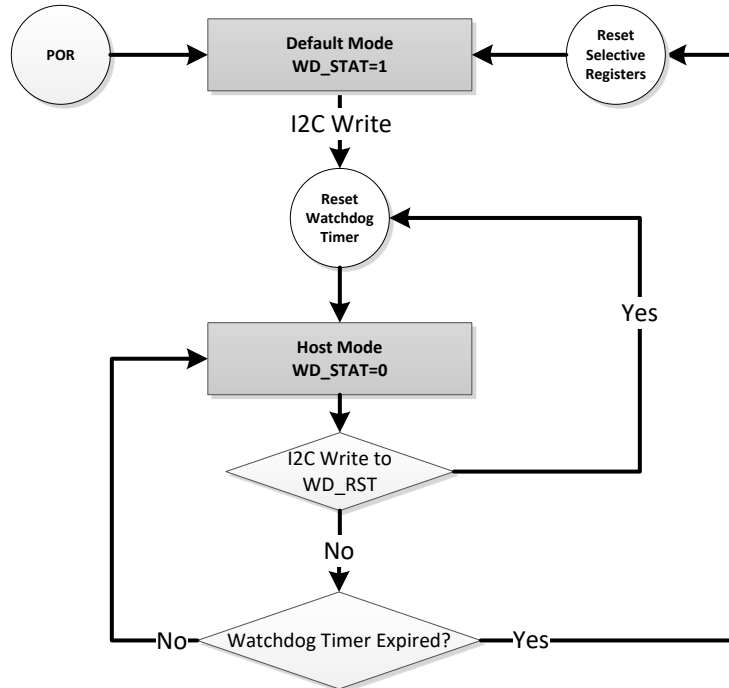 POR
Default Mode
WD_STAT=1
Reset
Selective
Registers
I2C Write
Reset
Watchdog
Timer
Yes
Host Mode
WD_STAT=0
I2C Write to
WD_RST
No
No
Watchdog Timer Expired?
Yes